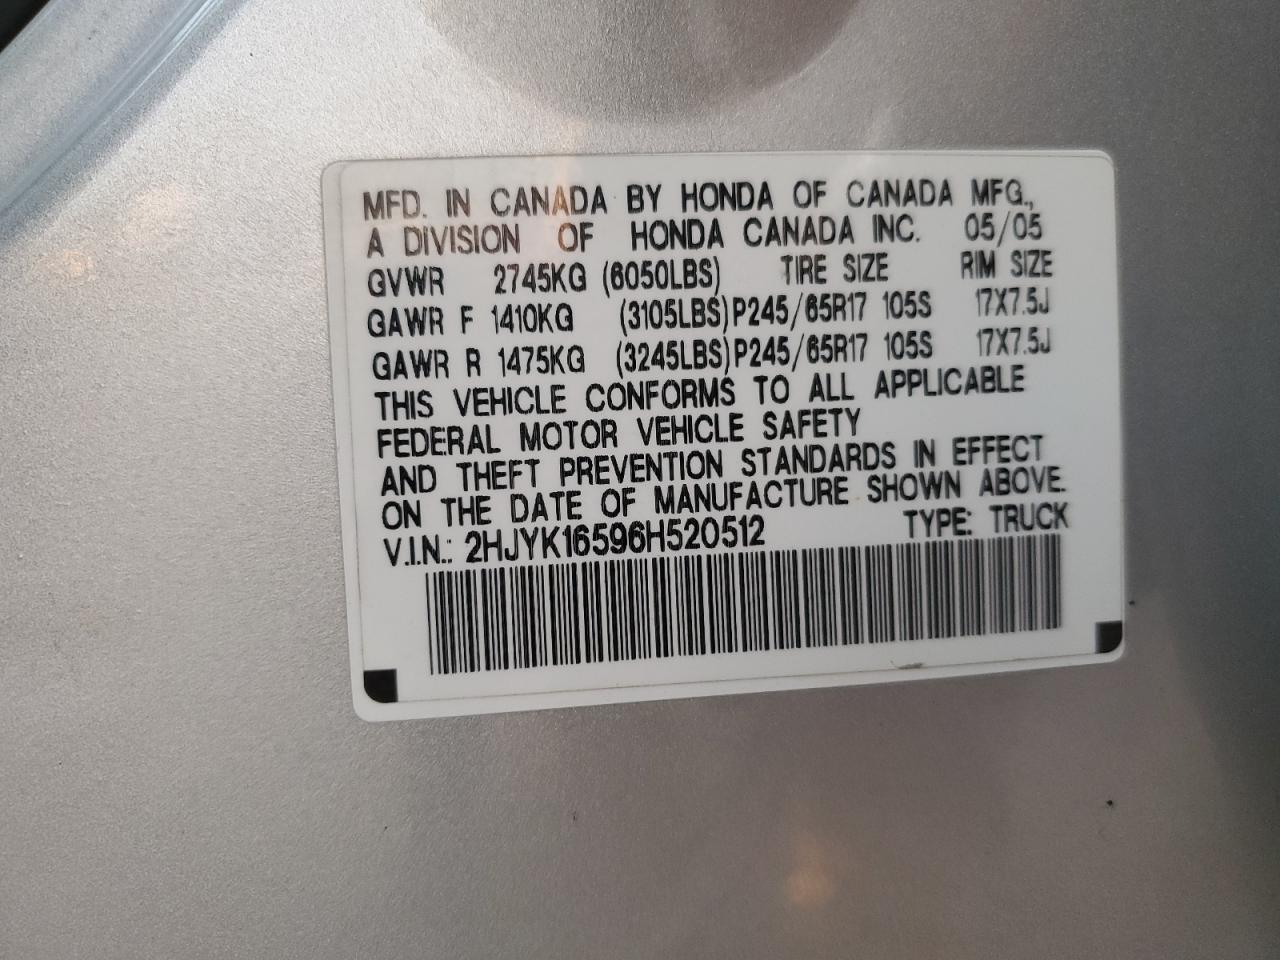 MFD. IN CANADA BY HONDA OF CANADA MFG.,
A DIVISION OF HONDA CANADA INC. 05/05
GVWR 2745KG (6050LBS) TIRE SIZE RIM SIZE
GAWR F 1410KG (3105LBS) P245/65R17 105S 17X7.5J
GAWR R 1475KG (3245LBS) P245/65R17 105S 17X7.5J
THIS VEHICLE CONFORMS TO ALL APPLICABLE
FEDERAL MOTOR VEHICLE SAFETY
AND THEFT PREVENTION STANDARDS IN EFFECT
ON THE DATE OF MANUFACTURE SHOWN ABOVE.
V.I.N.: 2HJYK16596H520512 TYPE: TRUCK